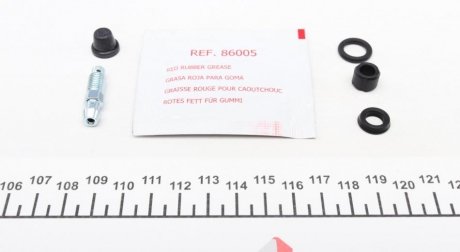 REF. 86005
RED RUBBER GREASE
GRASA ROJA PARA GOMA
GRAISSE ROUGE POUR CAOUTCHOUC
ROTES FETT FÜR GUMMI
106 107 108 109 110 111 112 113 114 115 116 117 118 119 120 121